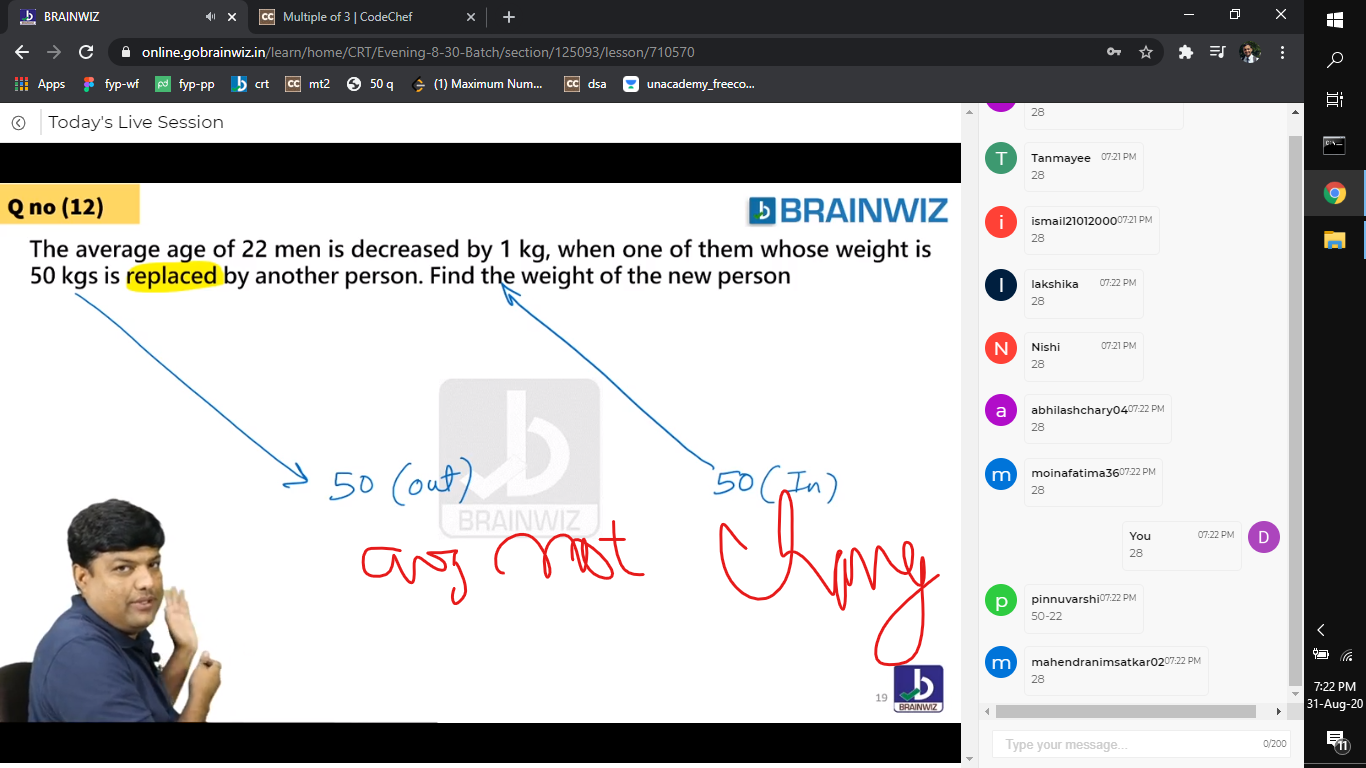 BRAINWIZ
Multiple of 3 | CodeChef
online.gobrainwiz.in/learn/home/CRT/Evening-8-30-Batch/section/125093/lesson/710570
Apps
fyp-wf
pd
fyp-pp
crt
CC
mt2
50 q
(1) Maximum Num...
CC
dsa
unacademy_freeco...
Today's Live Session
Q no (12)
BRAINWIZ
The average age of 22 men is decreased by 1 kg, when one of them whose weight is
50 kgs is replaced by another person. Find the weight of the new person
50 (out)
50 (In)
avg not chang
BRAINWIZ
19
BRAINWIZ
28
T
Tanmayee 07:21 PM
28
i
ismail21012000 07:21 PM
28
l
lakshika 07:22 PM
28
N
Nishi 07:21 PM
28
a
abhilashchary04 07:22 PM
28
m
moinafatima36 07:22 PM
28
You 07:22 PM
28
D
p
pinnuvarshi 07:22 PM
50-22
m
mahendranimsatkar02 07:22 PM
28
Type your message...
0/200
7:22 PM
31-Aug-20
11